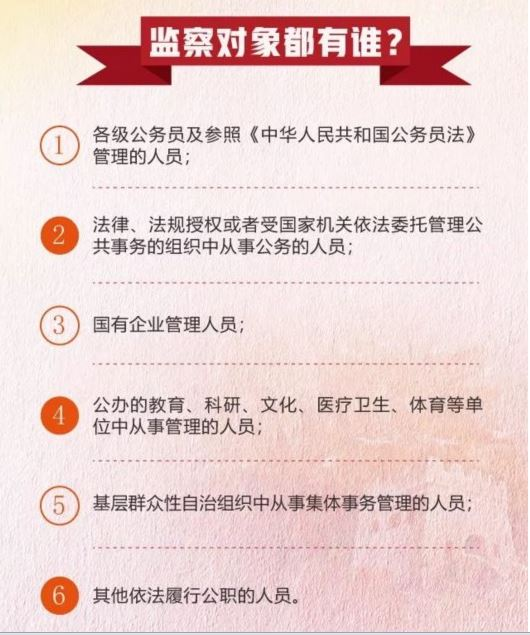 监察对象都有谁?
1
各级公务员及参照《中华人民共和国公务员法》
管理的人员;
2
法律、法规授权或者受国家机关依法委托管理公
共事务的组织中从事公务的人员;
3
国有企业管理人员;
4
公办的教育、科研、文化、医疗卫生、体育等单
位中从事管理的人员;
5
基层群众性自治组织中从事集体事务管理的人员;
6
其他依法履行公职的人员。